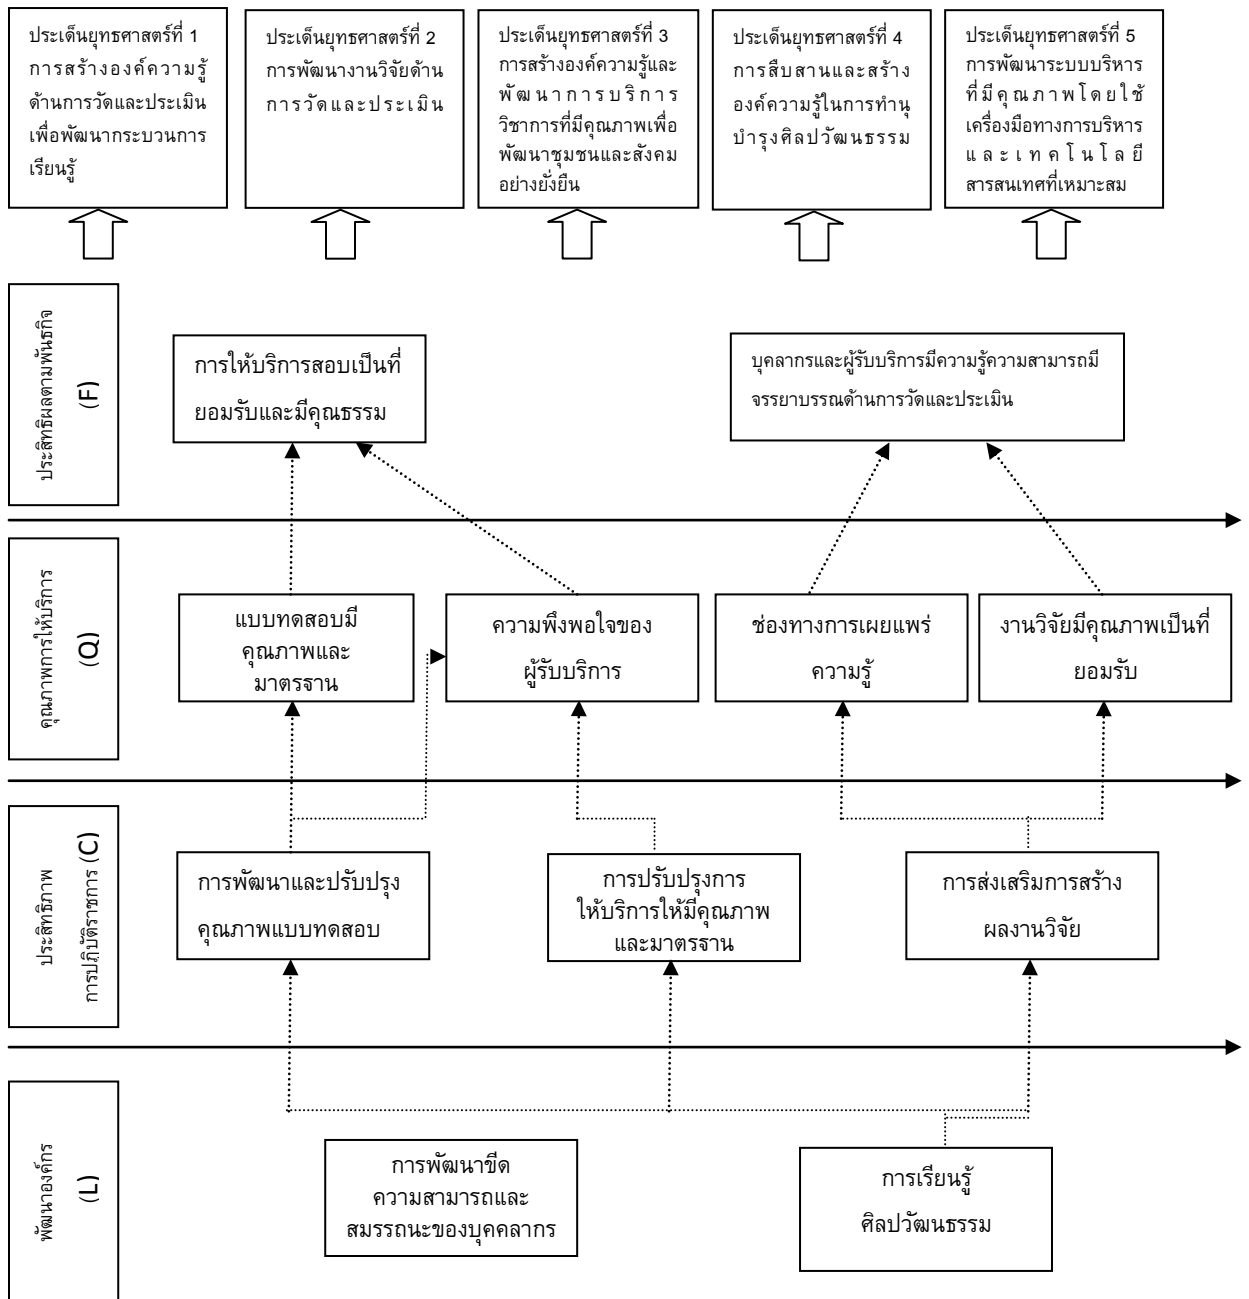 ประเด็นยุทธศาสตร์ที่ 1
การสร้างองค์ความรู้
ด้านการวัดและประเมิน
เพื่อพัฒนากระบวนการ
เรียนรู้
ประเด็นยุทธศาสตร์ที่ 2
การพัฒนางานวิจัยด้าน
การวัดและประเมิน
ประเด็นยุทธศาสตร์ที่ 3
การสร้างองค์ความรู้และ
พัฒนาการบริการ
วิชาการที่มีคุณภาพเพื่อ
พัฒนาชุมชนและสังคม
อย่างยั่งยืน
ประเด็นยุทธศาสตร์ที่ 4
การสืบสานและสร้าง
องค์ความรู้ในการทำนุ
บำรุงศิลปวัฒนธรรม
ประเด็นยุทธศาสตร์ที่ 5
การพัฒนาระบบบริหาร
ที่มีคุณภาพโดยใช้
เครื่องมือทางการบริหาร
และเทคโนโลยี
สารสนเทศที่เหมาะสม
ประสิทธิผลตามพันธกิจ
(F)
การให้บริการสอบเป็นที่
ยอมรับและมีคุณธรรม
บุคลากรและผู้รับบริการมีความรู้ความสามารถมี
จรรยาบรรณด้านการวัดและประเมิน
คุณภาพการให้บริการ
(Q)
แบบทดสอบมี
คุณภาพและ
มาตรฐาน
ความพึงพอใจของ
ผู้รับบริการ
ช่องทางการเผยแพร่
ความรู้
งานวิจัยมีคุณภาพเป็นที่
ยอมรับ
ประสิทธิภาพ
การปฏิบัติราชการ (C)
การพัฒนาและปรับปรุง
คุณภาพแบบทดสอบ
การปรับปรุงการ
ให้บริการให้มีคุณภาพ
และมาตรฐาน
การส่งเสริมการสร้าง
ผลงานวิจัย
พัฒนาองค์กร
(L)
การพัฒนาขีด
ความสามารถและ
สมรรถนะของบุคคลากร
การเรียนรู้
ศิลปวัฒนธรรม